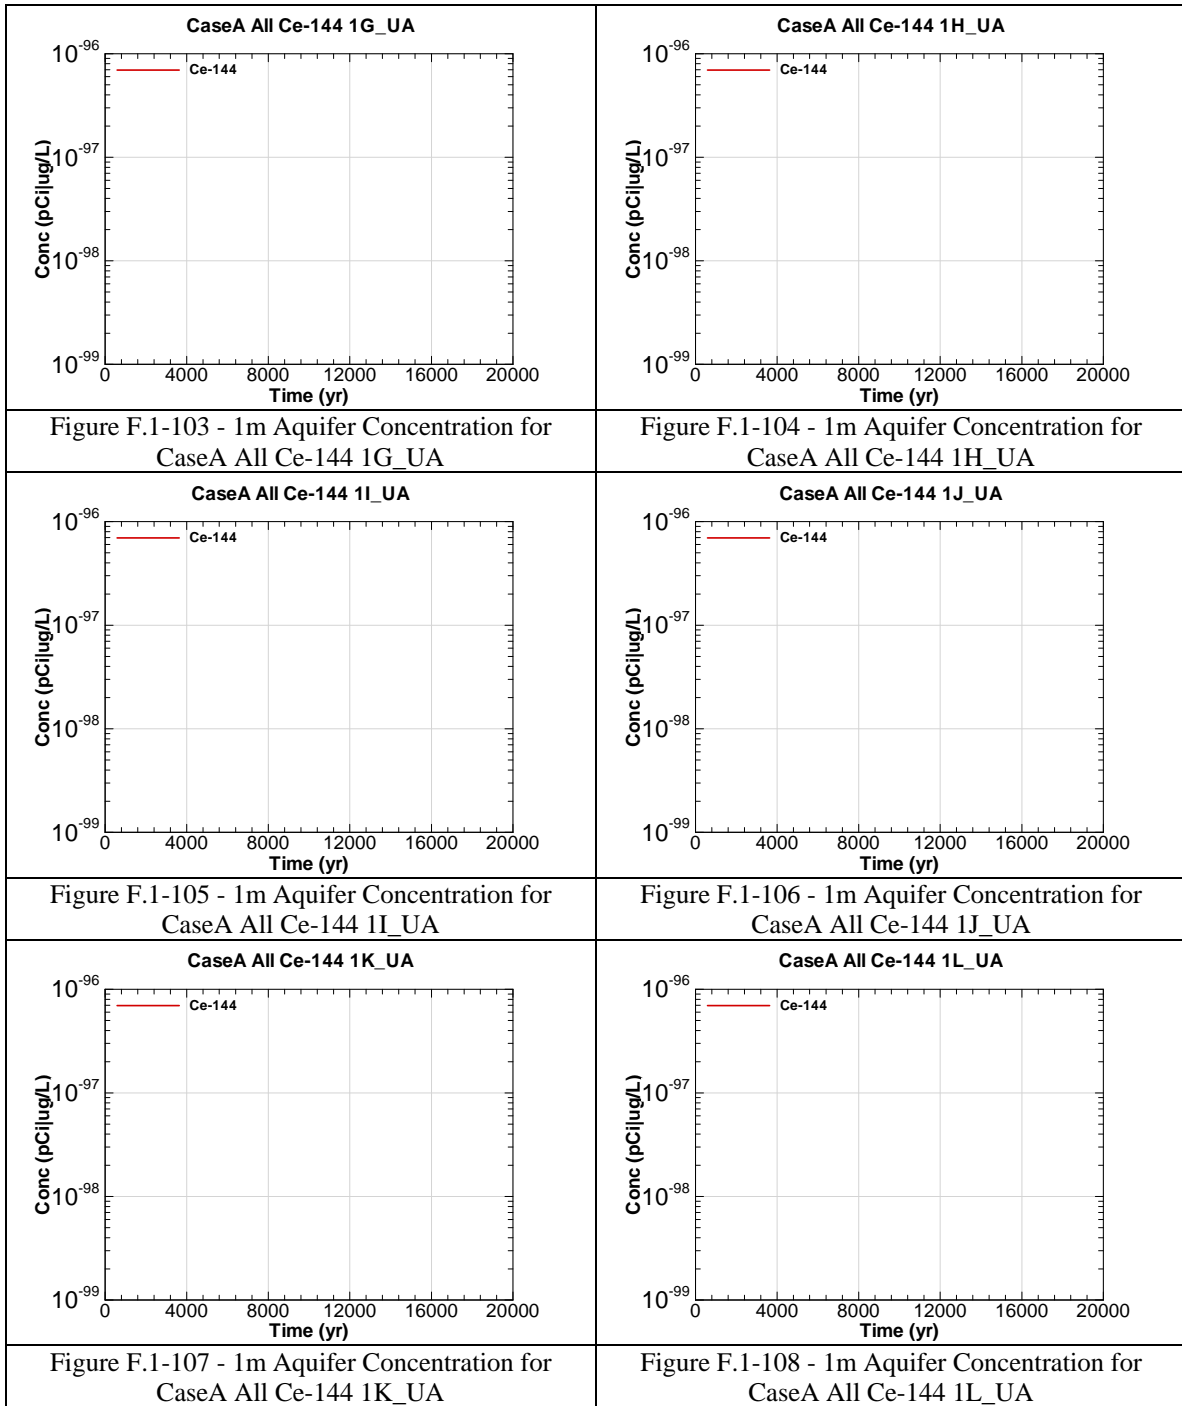 CaseA All Ce-144 1G_UA
Ce-144
10-96
10-97
10-98
10-99
Conc (pCi|ug/L)
0 4000 8000 12000 16000 20000
Time (yr)
Figure F.1-103 - 1m Aquifer Concentration for
CaseA All Ce-144 1G_UA
CaseA All Ce-144 1H_UA
Ce-144
10-96
10-97
10-98
10-99
Conc (pCi|ug/L)
0 4000 8000 12000 16000 20000
Time (yr)
Figure F.1-104 - 1m Aquifer Concentration for
CaseA All Ce-144 1H_UA
CaseA All Ce-144 1I_UA
Ce-144
10-96
10-97
10-98
10-99
Conc (pCi|ug/L)
0 4000 8000 12000 16000 20000
Time (yr)
Figure F.1-105 - 1m Aquifer Concentration for
CaseA All Ce-144 1I_UA
CaseA All Ce-144 1J_UA
Ce-144
10-96
10-97
10-98
10-99
Conc (pCi|ug/L)
0 4000 8000 12000 16000 20000
Time (yr)
Figure F.1-106 - 1m Aquifer Concentration for
CaseA All Ce-144 1J_UA
CaseA All Ce-144 1K_UA
Ce-144
10-96
10-97
10-98
10-99
Conc (pCi|ug/L)
0 4000 8000 12000 16000 20000
Time (yr)
Figure F.1-107 - 1m Aquifer Concentration for
CaseA All Ce-144 1K_UA
CaseA All Ce-144 1L_UA
Ce-144
10-96
10-97
10-98
10-99
Conc (pCi|ug/L)
0 4000 8000 12000 16000 20000
Time (yr)
Figure F.1-108 - 1m Aquifer Concentration for
CaseA All Ce-144 1L_UA